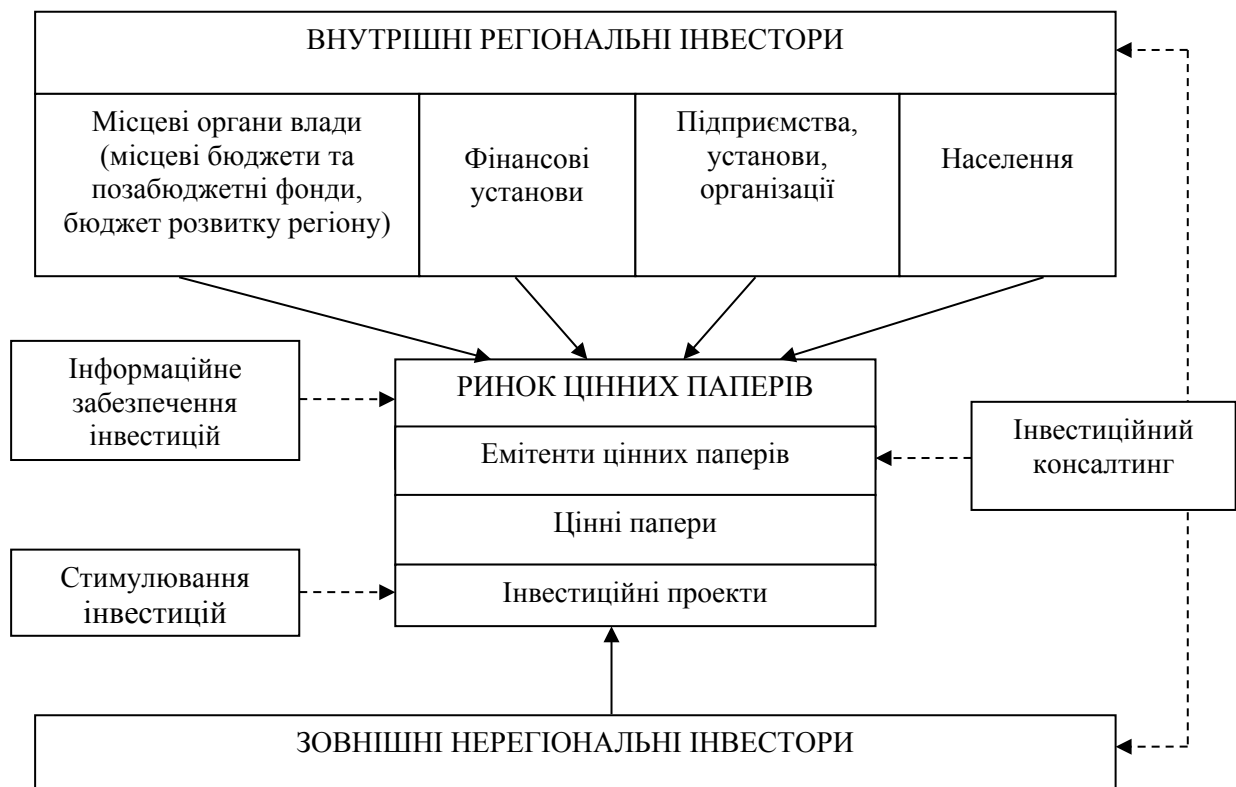 ВНУТРІШНІ РЕГІОНАЛЬНІ ІНВЕСТОРИ
Місцеві органи влади
(місцеві бюджети та
позабюджетні фонди,
бюджет розвитку регіону)
Фінансові
установи
Підприємства,
установи,
організації
Населення
Інформаційне
забезпечення
інвестицій
РИНОК ЦІННИХ ПАПЕРІВ
Емітенти цінних паперів
Цінні папери
Інвестиційні проекти
Інвестиційний
консалтинг
Стимулювання
інвестицій
ЗОВНІШНІ НЕРЕГІОНАЛЬНІ ІНВЕСТОРИ